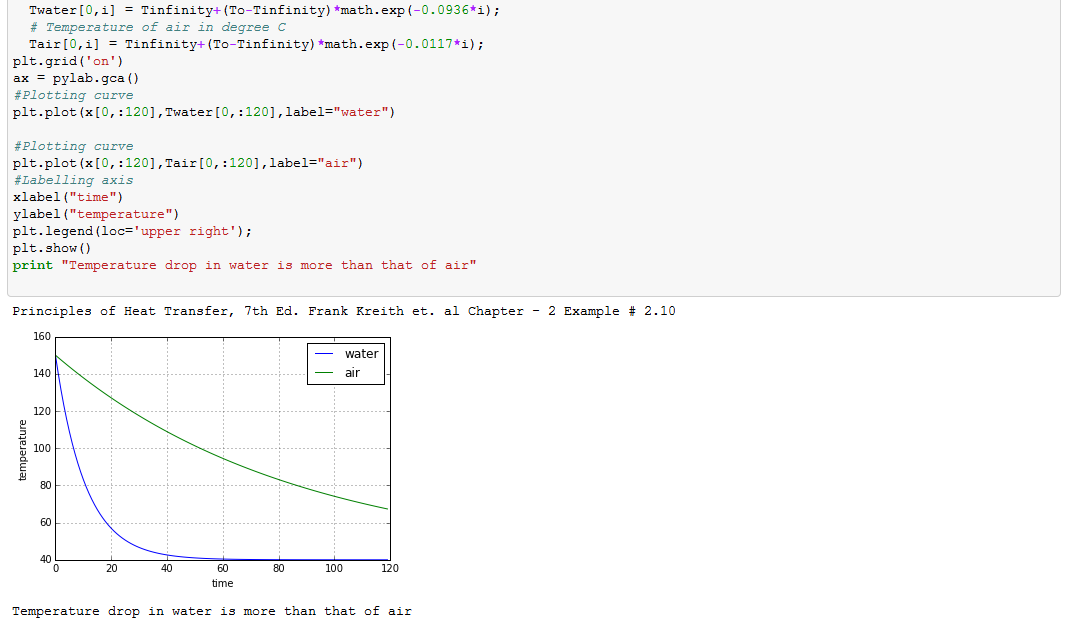 Twater[0,i] = Tinfinity+(To-Tinfinity)*math.exp(-0.0936*i);
# Temperature of air in degree C
Tair[0,i] = Tinfinity+(To-Tinfinity)*math.exp(-0.0117*i);
plt.grid('on')
ax = pylab.gca()
#Plotting curve
plt.plot(x[0,:120],Twater[0,:120],label="water")
#Plotting curve
plt.plot(x[0,:120],Tair[0,:120],label="air")
#Labelling axis
xlabel("time")
ylabel("temperature")
plt.legend(loc='upper right');
plt.show()
print "Temperature drop in water is more than that of air"
Principles of Heat Transfer, 7th Ed. Frank Kreith et. al Chapter - 2 Example # 2.10
160
140
120
100
80
60
40
temperature
water
air
0 20 40 60 80 100 120
time
Temperature drop in water is more than that of air